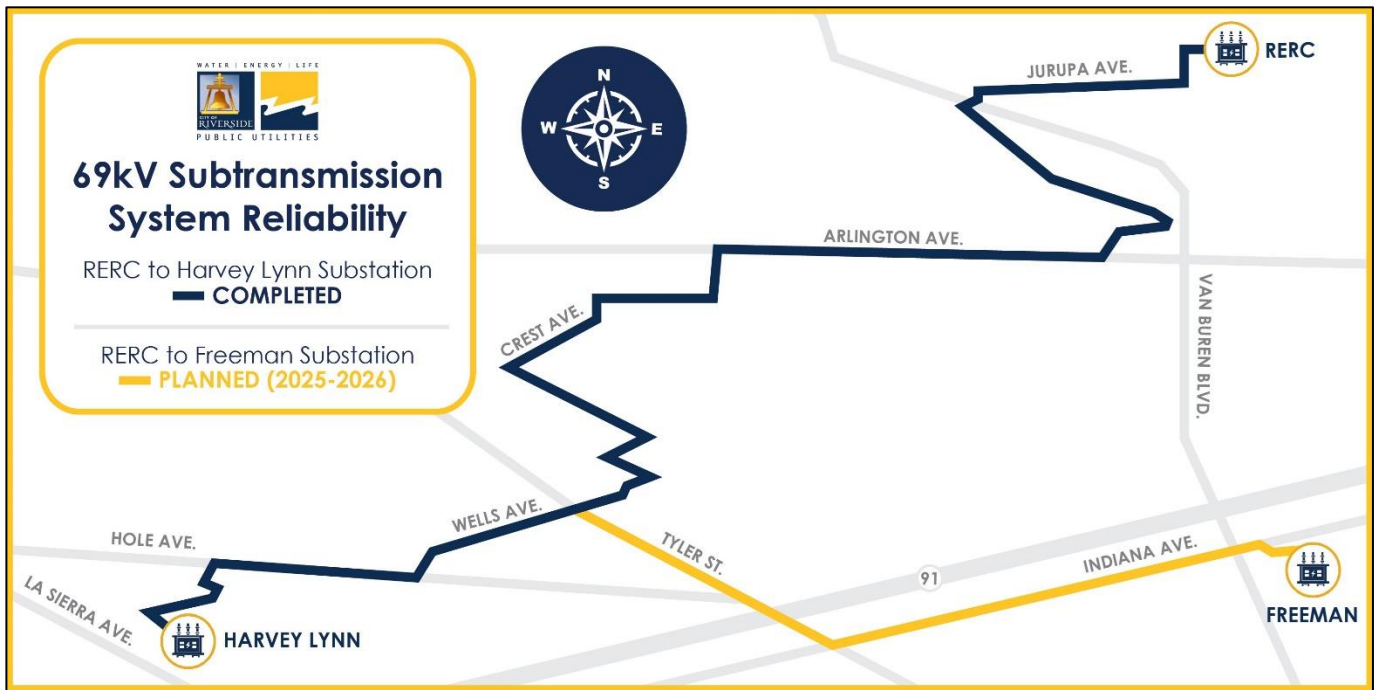 WATER | ENERGY | LIFE
CITY OF
RIVERSIDE
PUBLIC UTILITIES
69kV Subtransmission
System Reliability
RERC to Harvey Lynn Substation
COMPLETED
RERC to Freeman Substation
PLANNED (2025-2026)
N
W
E
S
JURUPA AVE.
RERC
ARLINGTON AVE.
VAN BUREN BLVD.
CREST AVE.
WELLS AVE.
HOLE AVE.
TYLER ST.
LA SIERRA AVE.
HARVEY LYNN
91
INDIANA AVE.
FREEMAN